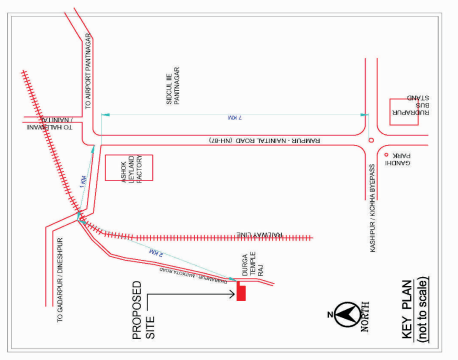 TO AIRPORT PANTNAGAR
SIDCUL IIE
PANTNAGAR
RUDRAPUR
BUS
STAND
TO HALDWANI
/ NAINITAL
7 KM
RAMPUR - NAINITAL ROAD (NH-87)
GANDHI
PARK
ASHOK
LEYLAND
FACTORY
1 KM
KASHIPUR / KICHHA BYEPASS
RAILWAY LINE
2 KM
TO GADARPUR / DINESHPUR
DURGA
TEMPLE
RAJ
ROAD
PROPOSED
SITE
N
NORTH
KEY PLAN
(not to scale)